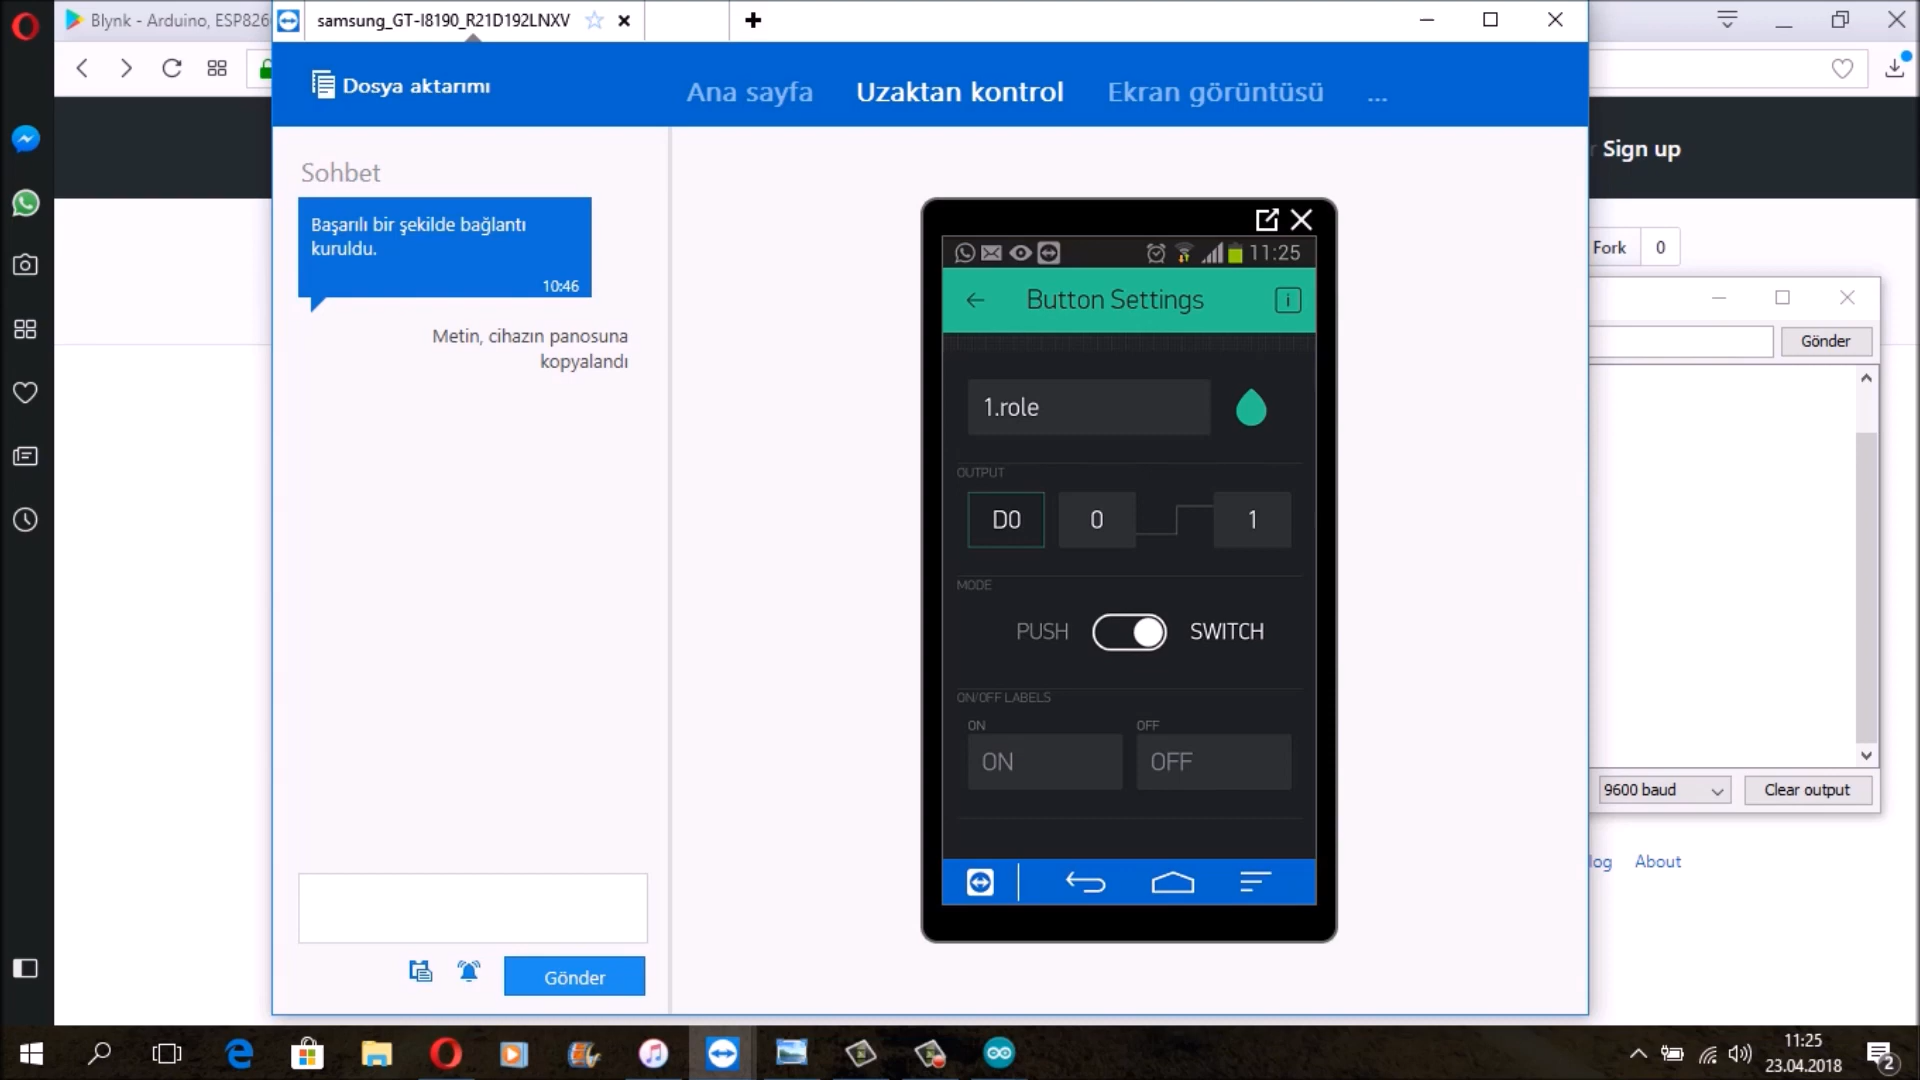 Blynk - Arduino, ESP826
samsung_GT-I8190_R21D192LNXV
Dosya aktarımı
Ana sayfa
Uzaktan kontrol
Ekran görüntüsü
...
Sign up
Sohbet
Başarılı bir şekilde bağlantı
kuruldu.
10:46
Metin, cihazın panosuna
kopyalandı
Gönder
11:25
Button Settings
i
1.role
OUTPUT
D0
0
1
MODE
PUSH
SWITCH
ON/OFF LABELS
ON
OFF
ON
OFF
Fork
0
Gönder
9600 baud
Clear output
log
About
11:25
23.04.2018
2